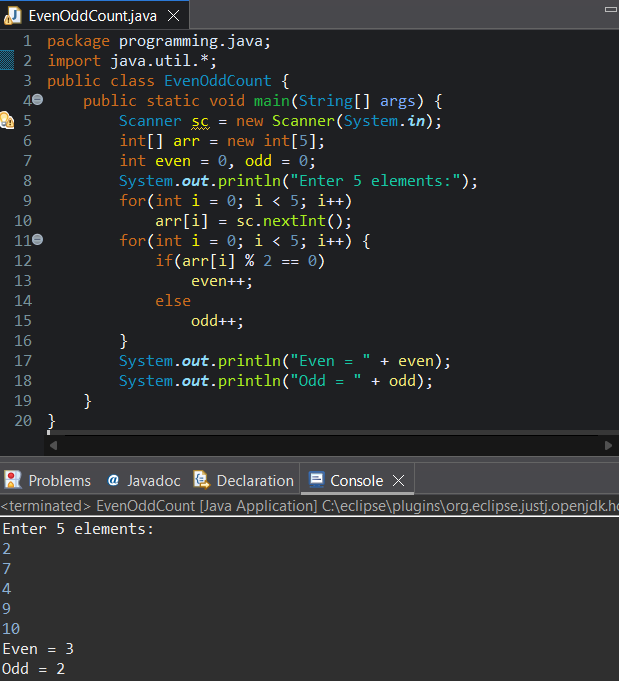 EvenOddCount.java
1 package programming.java;
2 import java.util.*;
3 public class EvenOddCount {
4     public static void main(String[] args) {
5         Scanner sc = new Scanner(System.in);
6         int[] arr = new int[5];
7         int even = 0, odd = 0;
8         System.out.println("Enter 5 elements:");
9         for(int i = 0; i < 5; i++)
10             arr[i] = sc.nextInt();
11         for(int i = 0; i < 5; i++) {
12             if(arr[i] % 2 == 0)
13                 even++;
14             else
15                 odd++;
16         }
17         System.out.println("Even = " + even);
18         System.out.println("Odd = " + odd);
19     }
20 }
Problems @ Javadoc Declaration Console
<terminated> EvenOddCount [Java Application] C:\eclipse\plugins\org.eclipse.justj.openjdk.h
Enter 5 elements:
2
7
4
9
10
Even = 3
Odd = 2